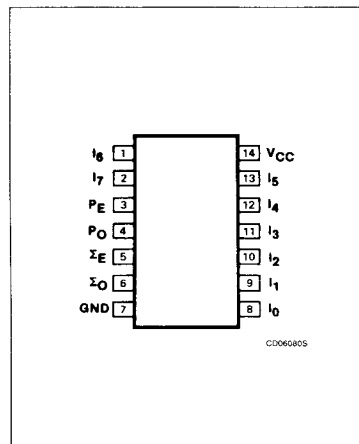 I6 1 14 VCC
I7 2 13 I5
PE 3 12 I4
PO 4 11 I3
ΣE 5 10 I2
ΣO 6 9 I1
GND 7 8 I0
CD06080S